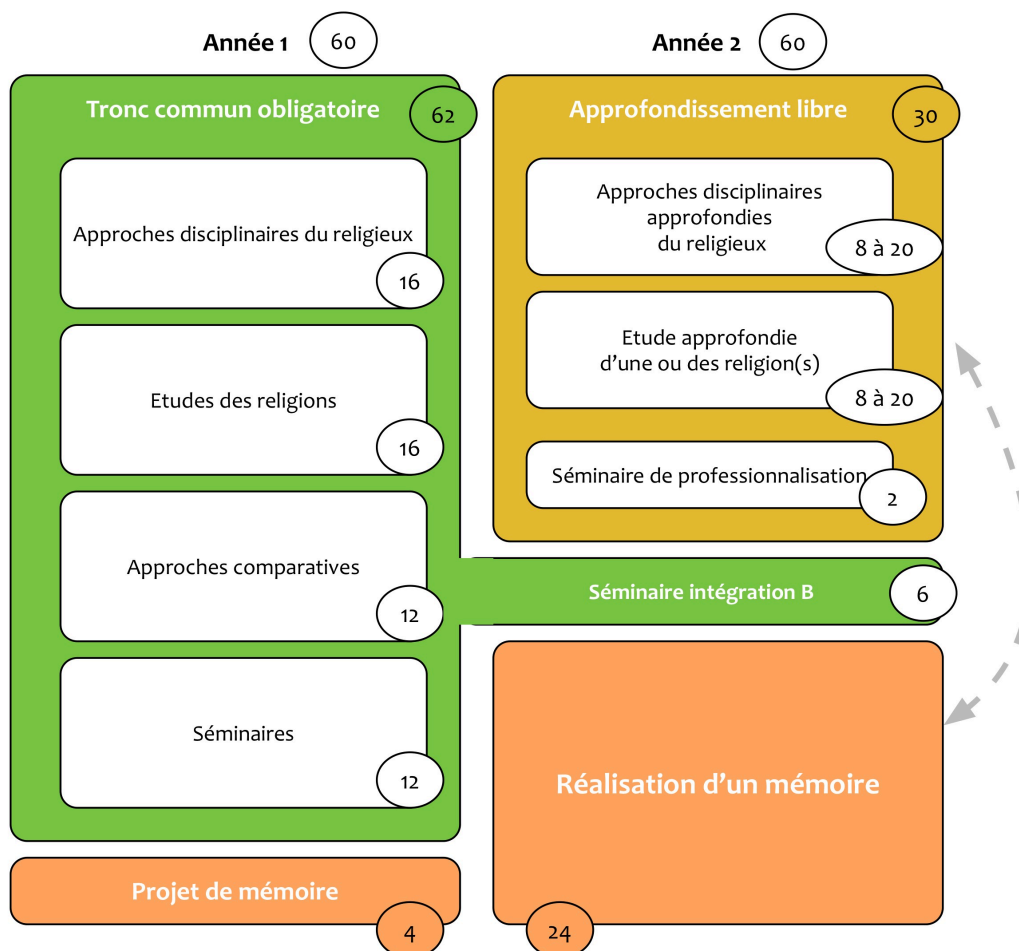 Année 1 60
Tronc commun obligatoire 62
Approches disciplinaires du religieux
16
Etudes des religions
16
Approches comparatives
12
Séminaires
12
Projet de mémoire
4
Année 2 60
Approfondissement libre 30
Approches disciplinaires
approfondies
du religieux
8 à 20
Etude approfondie
d'une ou des religion(s)
8 à 20
Séminaire de professionnalisation
2
Séminaire intégration B 6
Réalisation d'un mémoire
24